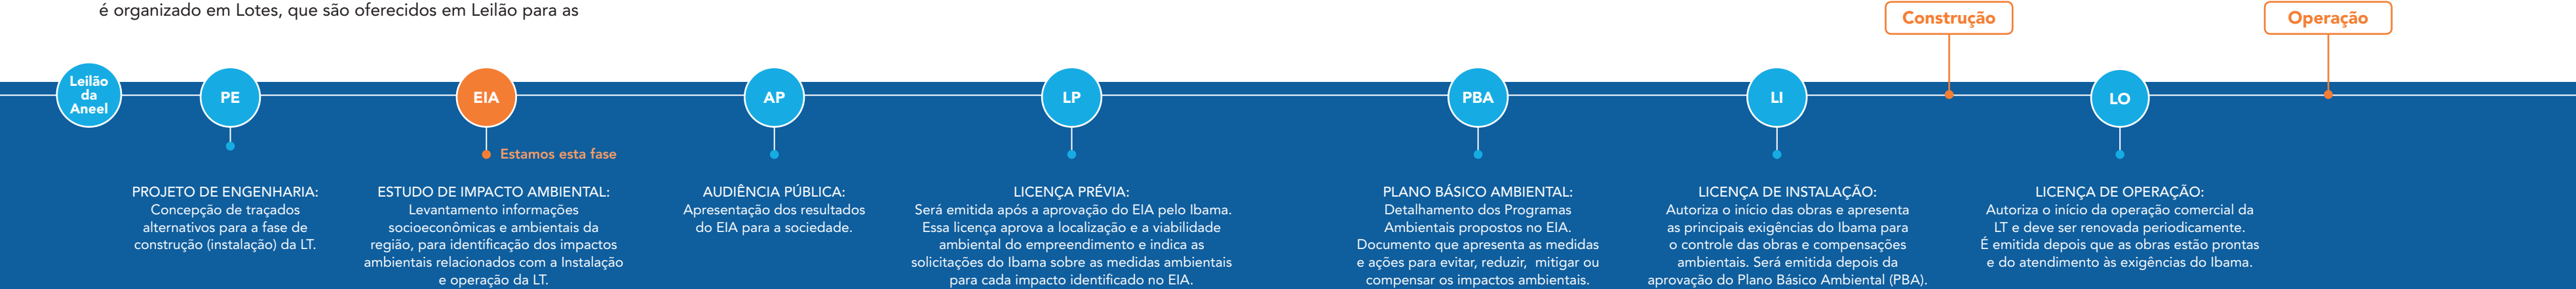 é organizado em Lotes, que são oferecidos em Leilão para as
Construção
Operação
Leilão
da
Aneel
PE
EIA
AP
LP
PBA
LI
LO
Estamos esta fase
PROJETO DE ENGENHARIA:
Concepção de traçados
alternativos para a fase de
construção (instalação) da LT.
ESTUDO DE IMPACTO AMBIENTAL:
Levantamento informações
socioeconômicas e ambientais da
região, para identificação dos impactos
ambientais relacionados com a Instalação
e operação da LT.
AUDIÊNCIA PÚBLICA:
Apresentação dos resultados
do EIA para a sociedade.
LICENÇA PRÉVIA:
Será emitida após a aprovação do EIA pelo Ibama.
Essa licença aprova a localização e a viabilidade
ambiental do empreendimento e indica as
solicitações do Ibama sobre as medidas ambientais
para cada impacto identificado no EIA.
PLANO BÁSICO AMBIENTAL:
Detalhamento dos Programas
Ambientais propostos no EIA.
Documento que apresenta as medidas
e ações para evitar, reduzir, mitigar ou
compensar os impactos ambientais.
LICENÇA DE INSTALAÇÃO:
Autoriza o início das obras e apresenta
as principais exigências do Ibama para
o controle das obras e compensações
ambientais. Será emitida depois da
aprovação do Plano Básico Ambiental (PBA).
LICENÇA DE OPERAÇÃO:
Autoriza o início da operação comercial da
LT e deve ser renovada periodicamente.
É emitida depois que as obras estão prontas
e do atendimento às exigências do Ibama.